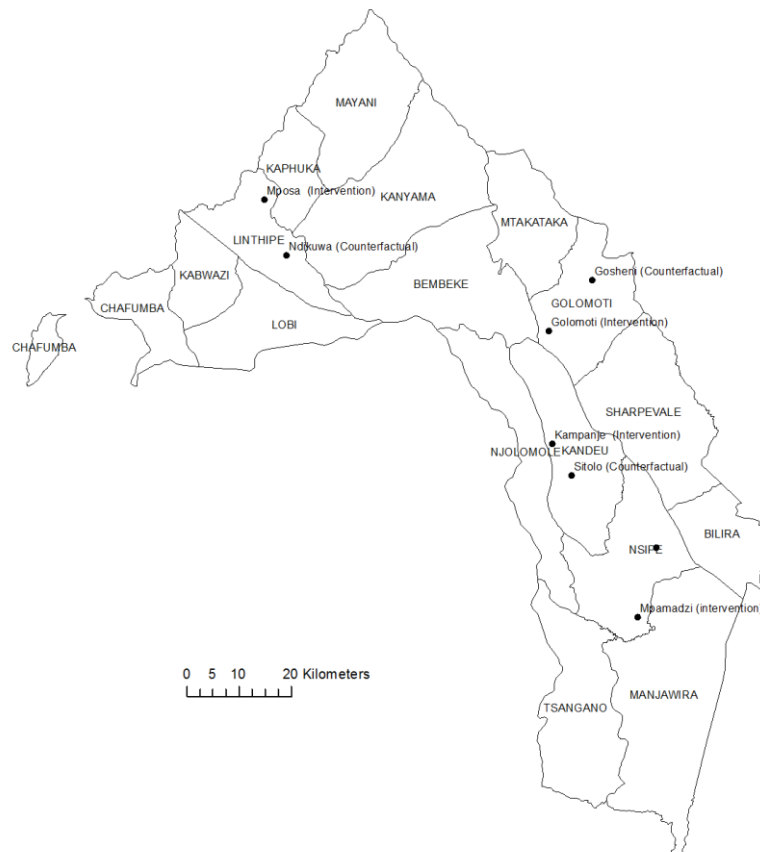 MAYANI
KAPHUKA
Mposa (Intervention)
KANYAMA
MTAKATAKA
LINTHIPE
Ndikuwa (Counterfactual)
KABWAZI
BEMBEKE
Gosheni (Counterfactual)
CHAFUMBA
GOLOMOTI
LOBI
Golomoti (Intervention)
CHAFUMBA
SHARPEVALE
Kampanje (Intervention)
NJOLOMOLE
KANDEU
Sitolo (Counterfactual)
BILIRA
NSIPE
Mpamadzi (intervention)
0 5 10 20 Kilometers
MANJAWIRA
TSANGANO